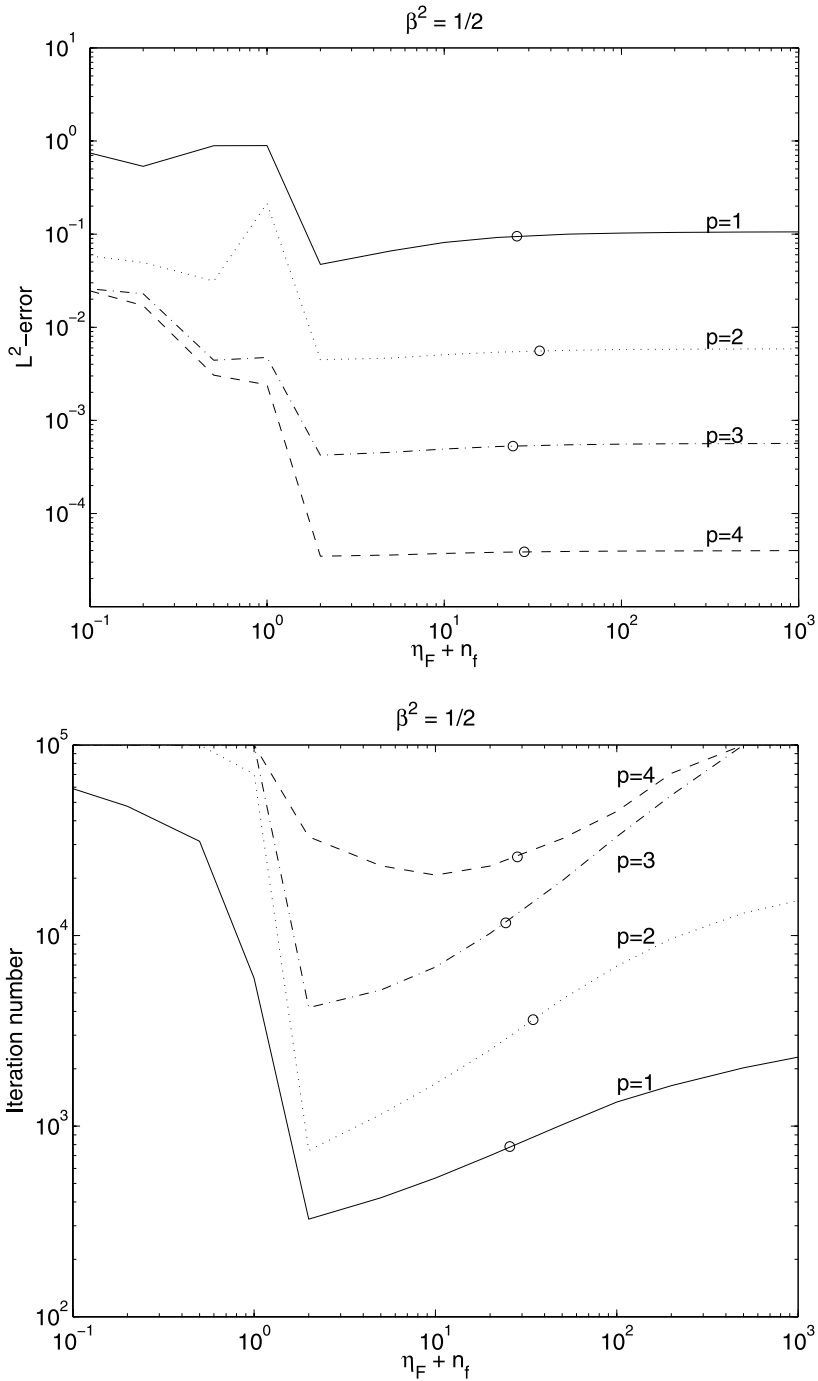 β² = 1/2
10¹
10⁰
10⁻¹
10⁻²
10⁻³
10⁻⁴
L²−error
p=1
p=2
p=3
p=4
10⁻¹ 10⁰ 10¹ 10² 10³
η_F + n_f
β² = 1/2
10⁵
10⁴
10³
10²
Iteration number
p=4
p=3
p=2
p=1
10⁻¹ 10⁰ 10¹ 10² 10³
η_F + n_f